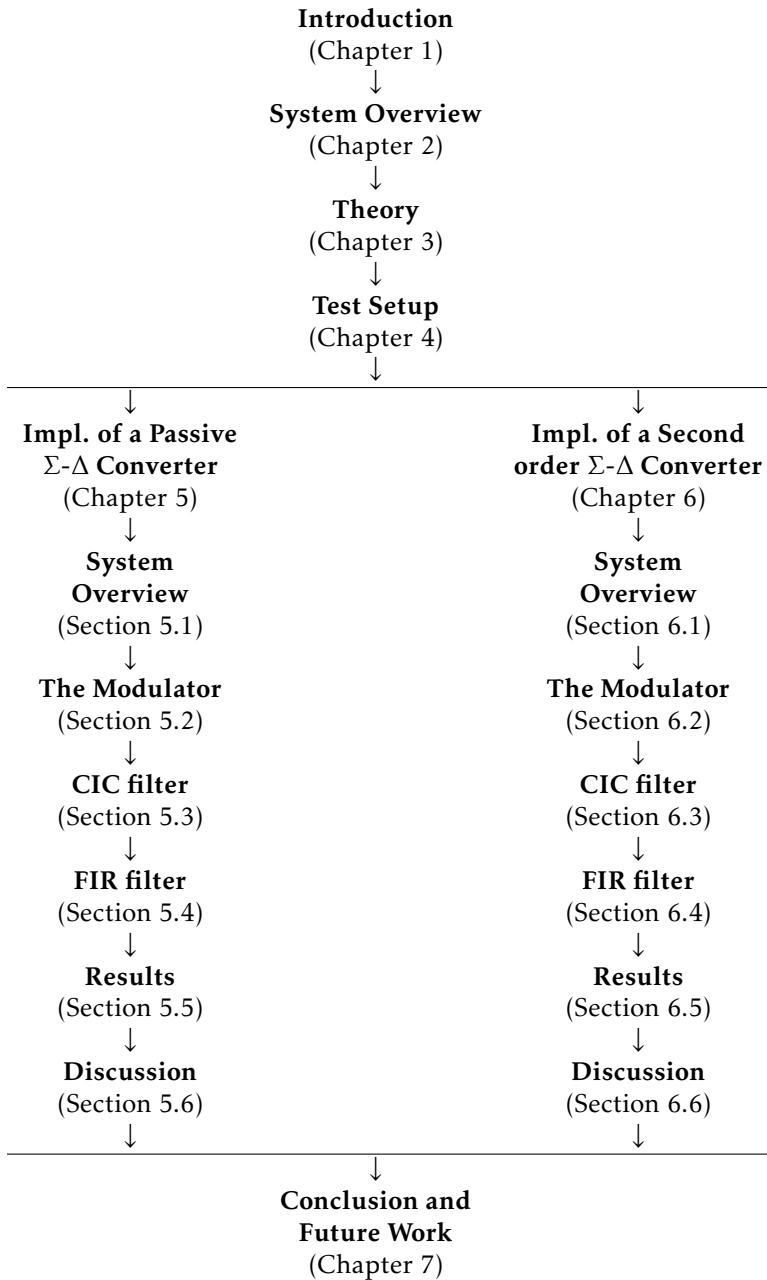 Introduction
(Chapter 1)
↓
System Overview
(Chapter 2)
↓
Theory
(Chapter 3)
↓
Test Setup
(Chapter 4)
↓
↓
Impl. of a Passive
Σ-Δ Converter
(Chapter 5)
↓
System
Overview
(Section 5.1)
↓
The Modulator
(Section 5.2)
↓
CIC filter
(Section 5.3)
↓
FIR filter
(Section 5.4)
↓
Results
(Section 5.5)
↓
Discussion
(Section 5.6)
↓
↓
Impl. of a Second
order Σ-Δ Converter
(Chapter 6)
↓
System
Overview
(Section 6.1)
↓
The Modulator
(Section 6.2)
↓
CIC filter
(Section 6.3)
↓
FIR filter
(Section 6.4)
↓
Results
(Section 6.5)
↓
Discussion
(Section 6.6)
↓
↓
Conclusion and
Future Work
(Chapter 7)